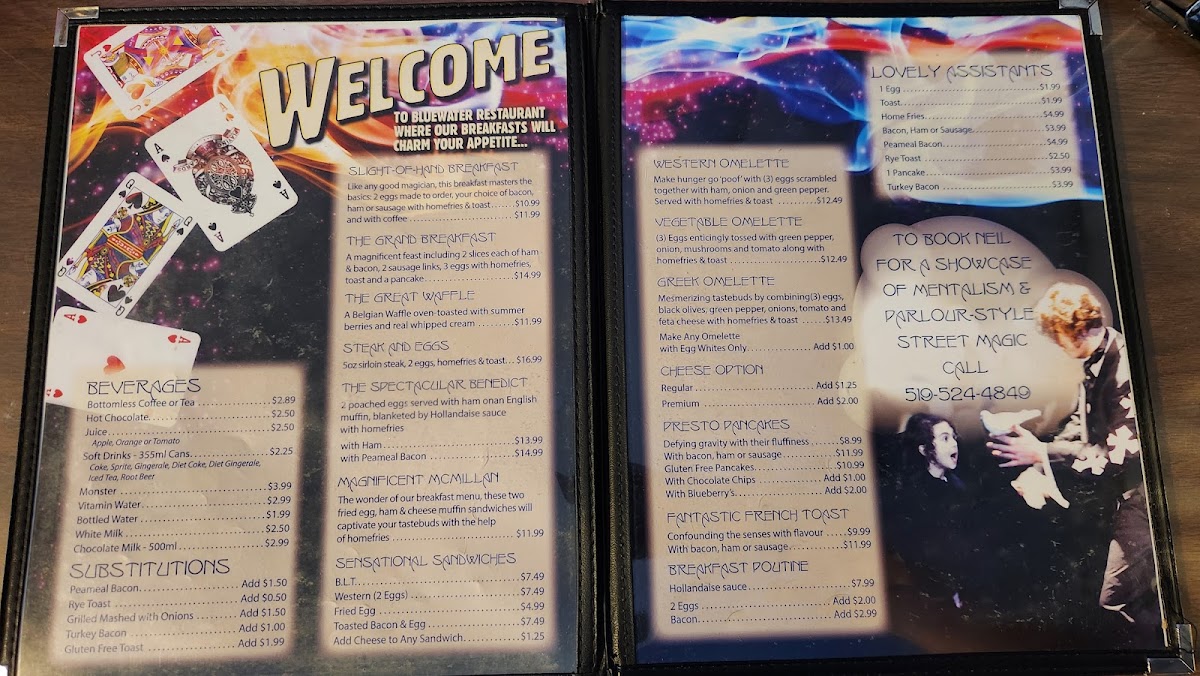 WELCOME
TO BLUEWATER RESTAURANT
WHERE OUR BREAKFASTS WILL
CHARM YOUR APPETITE...
SLIGHT-OF-HAND BREAKFAST
Like any good magician, this breakfast masters the
basics: 2 eggs made to order, your choice of bacon,
ham or sausage with homefries & toast......$10.99
and with coffee..................................$11.99
THE GRAND BREAKFAST
A magnificent feast including 2 slices each of ham
& bacon, 2 sausage links, 3 eggs with homefries,
toast and a pancake............................$14.99
THE GREAT WAFFLE
A Belgian Waffle oven-toasted with summer
berries and real whipped cream .........$11.99
STEAK AND EGGS
5oz sirloin steak, 2 eggs, homefries & toast... $16.99
THE SPECTACULAR BENEDICT
2 poached eggs served with ham onan English
muffin, blanketed by Hollandaise sauce
with homefries
with Ham....................................$13.99
with Peameal Bacon ......................$14.99
MAGNIFICENT MCMILLAN
The wonder of our breakfast menu, these two
fried egg, ham & cheese muffin sandwiches will
captivate your tastebuds with the help
of homefries ................................$11.99
SENSATIONAL SANDWICHES
B.L.T..........................................$7.49
Western (2 Eggs) ............................$7.49
Fried Egg ....................................$4.99
Toasted Bacon & Egg ........................$7.49
Add Cheese to Any Sandwich.................$1.25
BEVERAGES
Bottomless Coffee or Tea ....................$2.89
Hot Chocolate................................$2.50
Juice.........................................$2.50
Apple, Orange or Tomato
Soft Drinks - 355ml Cans.....................$2.25
Coke, Sprite, Gingerale, Diet Coke, Diet Gingerale,
Iced Tea, Root Beer
Monster ......................................$3.99
Vitamin Water................................$2.99
Bottled Water ................................$1.99
White Milk ...................................$2.50
Chocolate Milk - 500ml ......................$2.99
SUBSTITUTIONS
Peameal Bacon....................... Add $1.50
Rye Toast ............................ Add $0.50
Grilled Mashed with Onions ......... Add $1.50
Turkey Bacon ........................ Add $1.00
Gluten Free Toast ................... Add $1.99
WESTERN OMELETTE
Make hunger go 'poof' with (3) eggs scrambled
together with ham, onion and green pepper.
Served with homefries & toast ...........$12.49
VEGETABLE OMELETTE
(3) Eggs enticingly tossed with green pepper,
onion, mushrooms and tomato along with
homefries & toast ........................$12.49
GREEK OMELETTE
Mesmerizing tastebuds by combining(3) eggs,
black olives, green pepper, onions, tomato and
feta cheese with homefries & toast ......$13.49
Make Any Omelette
with Egg Whites Only.................. Add $1.00
CHEESE OPTION
Regular ............................... Add $1.25
Premium ............................. Add $2.00
PRESTO PANCAKES
Defying gravity with their fluffiness .......$8.99
With bacon, ham or sausage ................$11.99
Gluten Free Pancakes.......................$10.99
With Chocolate Chips ................. Add $1.00
With Blueberry's....................... Add $2.00
FANTASTIC FRENCH TOAST
Confounding the senses with flavour .....$9.99
With bacon, ham or sausage................$11.99
BREAKFAST POUTINE
Hollandaise sauce..........................$7.99
2 Eggs ................................ Add $2.00
Bacon.................................. Add $2.99
LOVELY ASSISTANTS
1 Egg .......................................$1.99
Toast........................................$1.99
Home Fries..................................$4.99
Bacon, Ham or Sausage.....................$3.99
Peameal Bacon..............................$4.99
Rye Toast ..................................$2.50
1 Pancake...................................$3.99
Turkey Bacon ...............................$3.99
TO BOOK NEIL
FOR A SHOWCASE
OF MENTALISM &
PARLOUR-STYLE
STREET MAGIC
CALL
519-524-4849